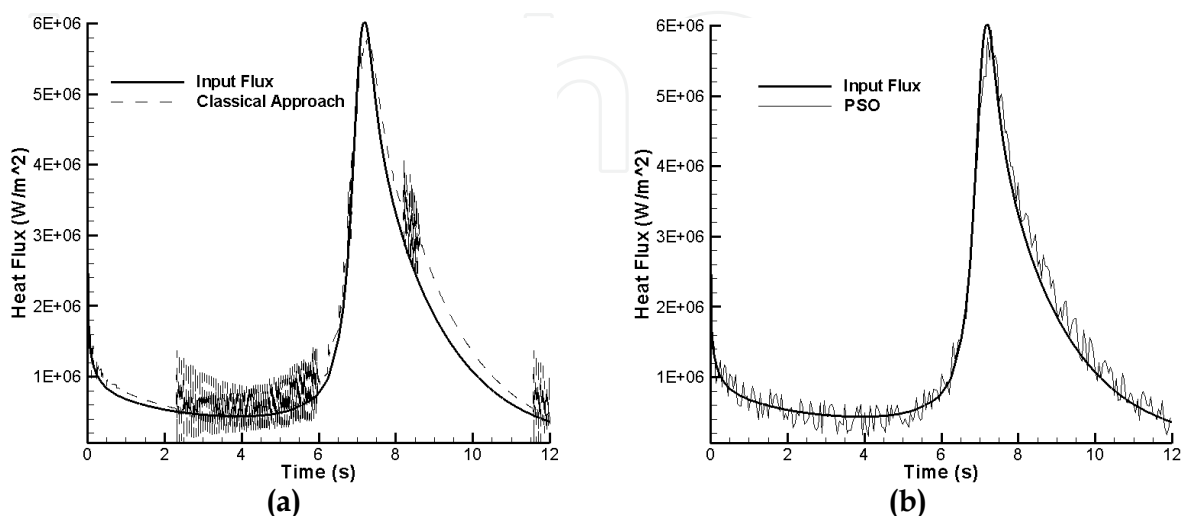 6E+06
5E+06
4E+06
3E+06
2E+06
1E+06
Heat Flux (W/m^2)
Input Flux
Classical Approach
0 2 4 6 8 10 12
Time (s)
(a)
6E+06
5E+06
4E+06
3E+06
2E+06
1E+06
Heat Flux (W/m^2)
Input Flux
PSO
0 2 4 6 8 10 12
Time (s)
(b)